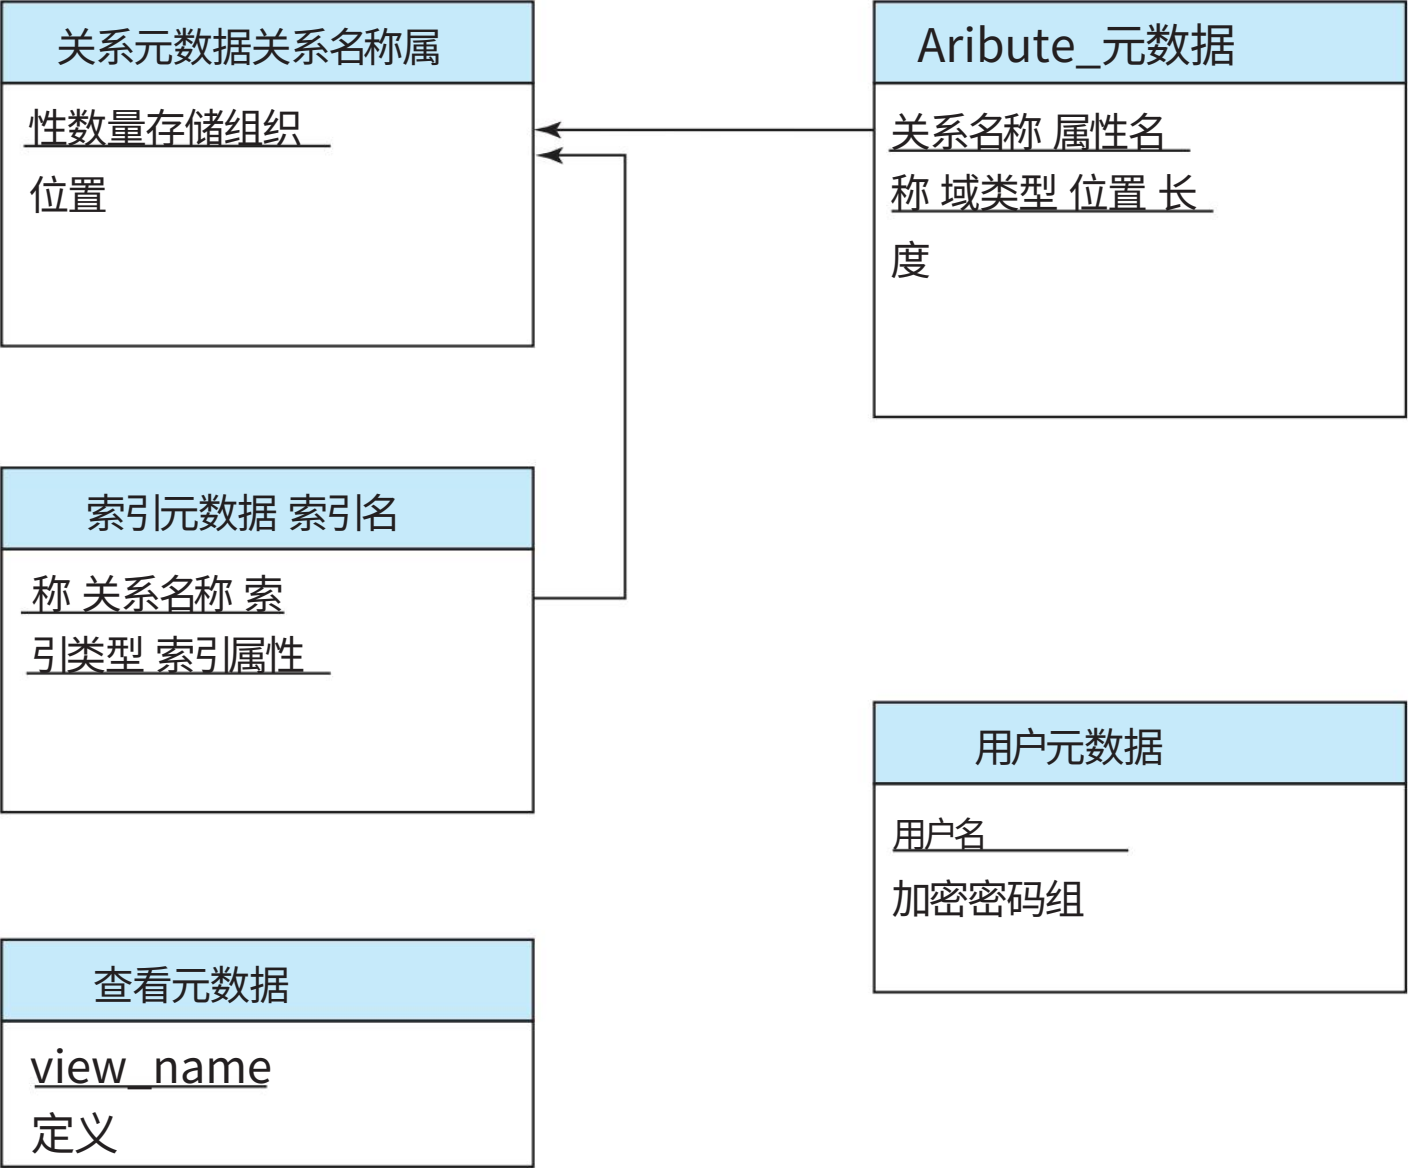 关系元数据关系名称属
性数量存储组织
位置
Aribute_元数据
关系名称 属性名
称 域类型 位置 长
度
索引元数据 索引名
称 关系名称 索
引类型 索引属性
用户元数据
用户名
加密密码组
查看元数据
view_name
定义